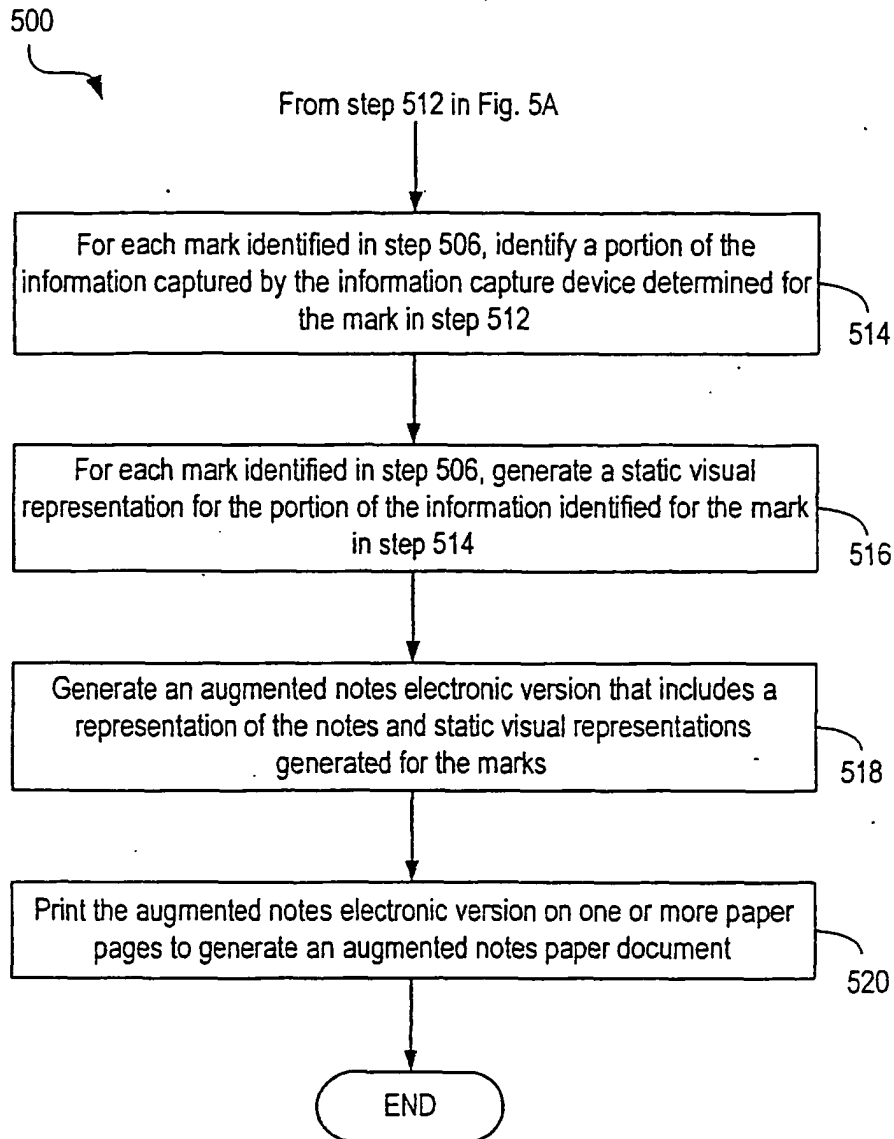 500
From step 512 in Fig. 5A
For each mark identified in step 506, identify a portion of the
information captured by the information capture device determined for
the mark in step 512
514
For each mark identified in step 506, generate a static visual
representation for the portion of the information identified for the mark
in step 514
516
Generate an augmented notes electronic version that includes a
representation of the notes and static visual representations
generated for the marks
518
Print the augmented notes electronic version on one or more paper
pages to generate an augmented notes paper document
520
END